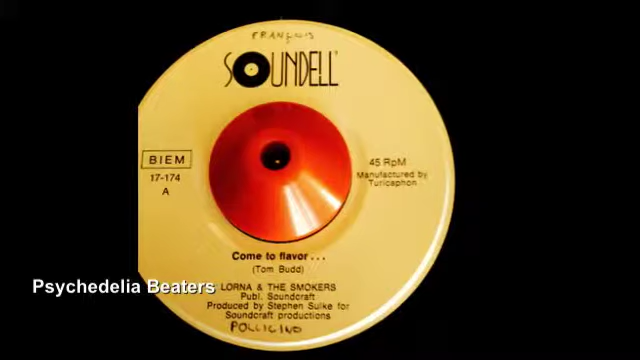 FRANÇOIS
SOUNDELL
BIEM
17-174
A
45 RpM
Manufactured by
Turicaphon
Come to flavor...
(Tom Budd)
LORNA & THE SMOKERS
Publ. Soundcraft
Produced by Stephen Sulke for
Soundcraft productions
POLLICINO
Psychedelia Beaters